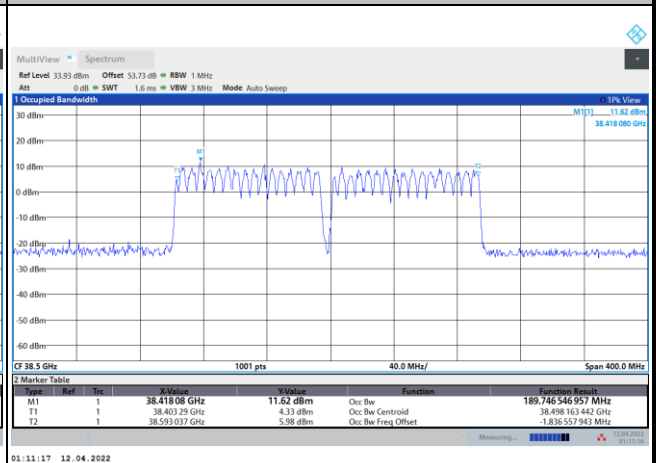 MultiView Spectrum
Ref Level 33.93 dBm Offset 53.73 dB RBW 1 MHz
Att 0 dB SWT 1.6 ms VBW 3 MHz Mode Auto Sweep
1 Occupied Bandwidth 1Pk View
M1[1] 11.62 dBm
38.418 080 GHz
30 dBm
20 dBm
M1
10 dBm
T1
T2
0 dBm
-10 dBm
-20 dBm
-30 dBm
-40 dBm
-50 dBm
-60 dBm
CF 38.5 GHz 1001 pts 40.0 MHz/ Span 400.0 MHz
2 Marker Table
Type Ref Trc X-Value Y-Value Function Function Result
M1 1 38.418 08 GHz 11.62 dBm Occ Bw 189.746 546 957 MHz
T1 1 38.403 29 GHz 4.33 dBm Occ Bw Centroid 38.498 163 442 GHz
T2 1 38.593 037 GHz 5.98 dBm Occ Bw Freq Offset -1.836 557 943 MHz
Measuring... 12.04.2022
01:11:16
01:11:17 12.04.2022